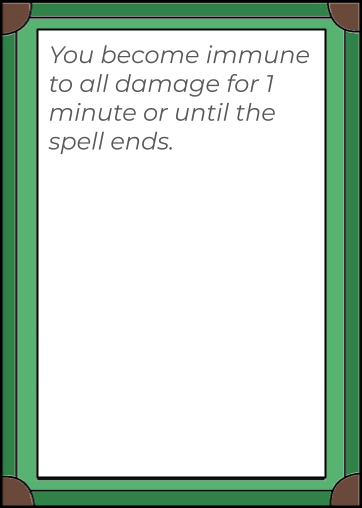 You become immune
to all damage for 1
minute or until the
spell ends.